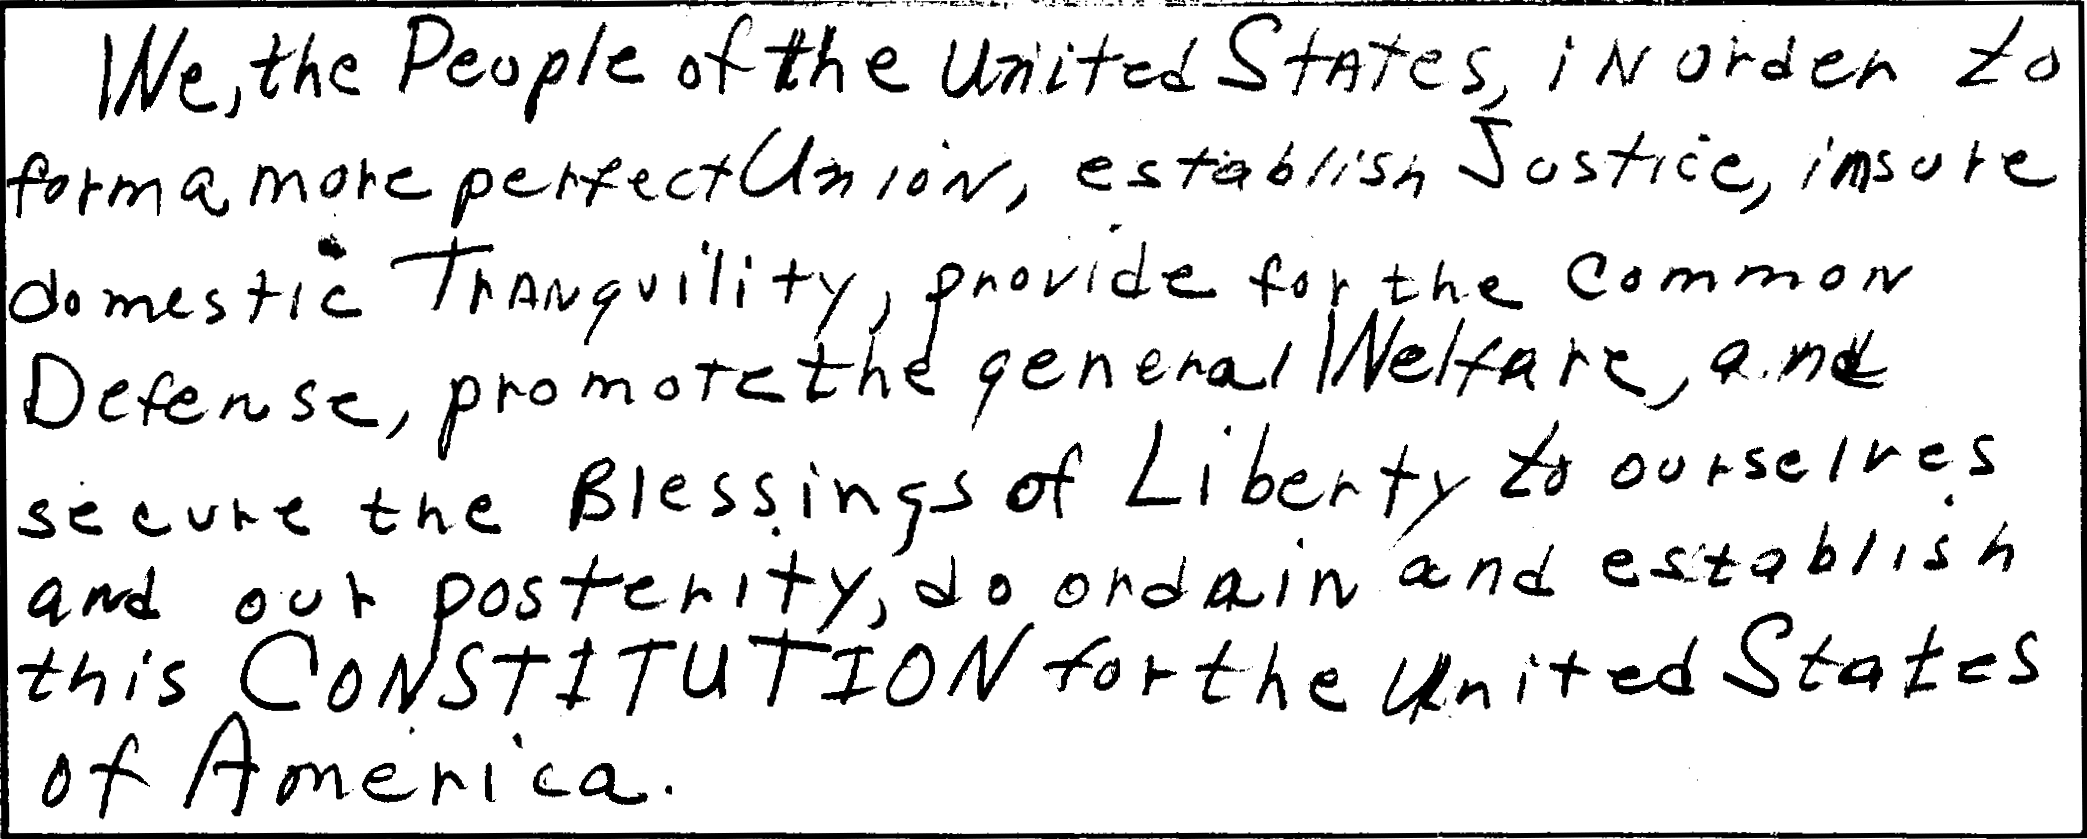 We, the People of the United States, in order to
form a more perfect Union, establish Justice, insure
domestic Tranquility, provide for the common
Defense, promote the general Welfare, and
secure the Blessings of Liberty to ourselves
and our posterity, do ordain and establish
this CONSTITUTION for the United States
of America.